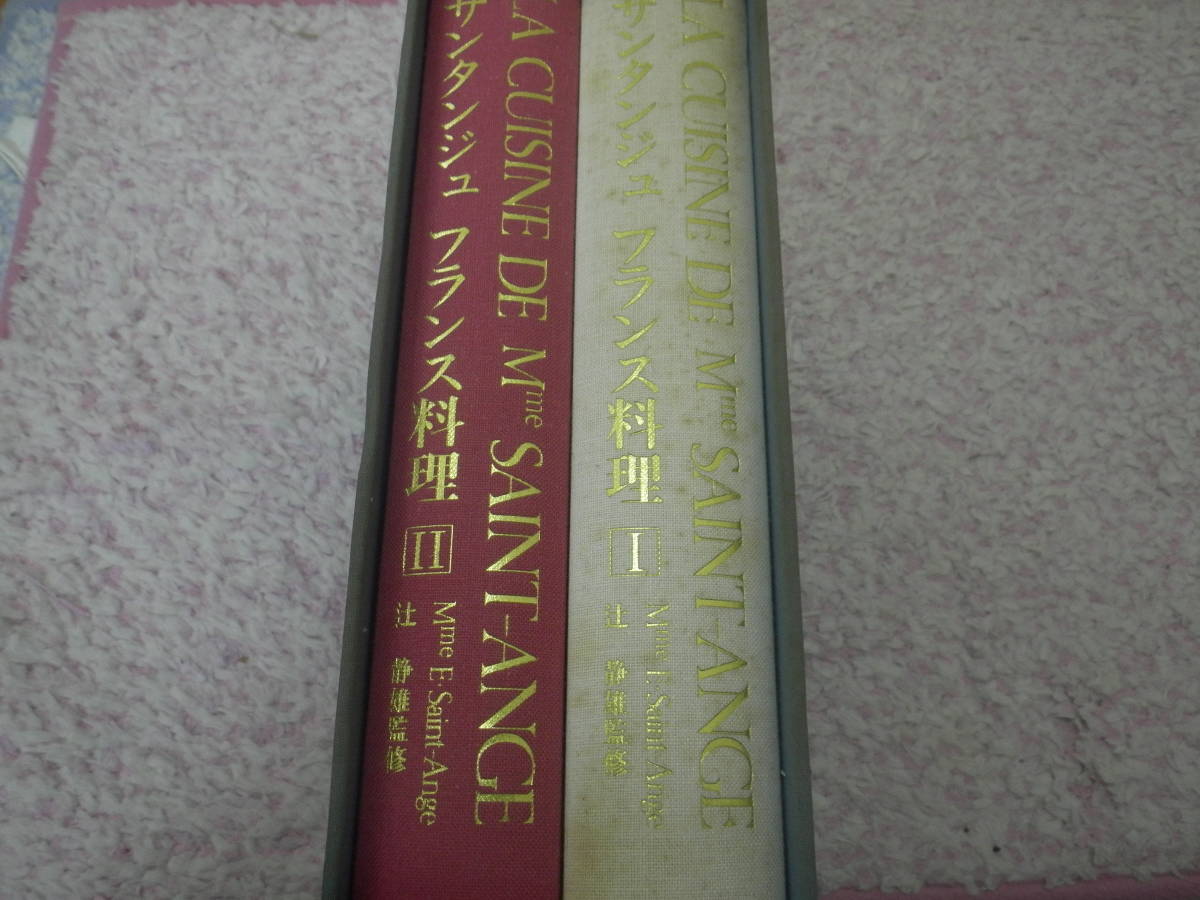 LA CUISINE DE Mme SAINT-ANGE
サンタンジュ フランス料理 I
Mme E. Saint-Ange
辻 静雄監修
LA CUISINE DE Mme SAINT-ANGE
サンタンジュ フランス料理 II
Mme E. Saint-Ange
辻 静雄監修